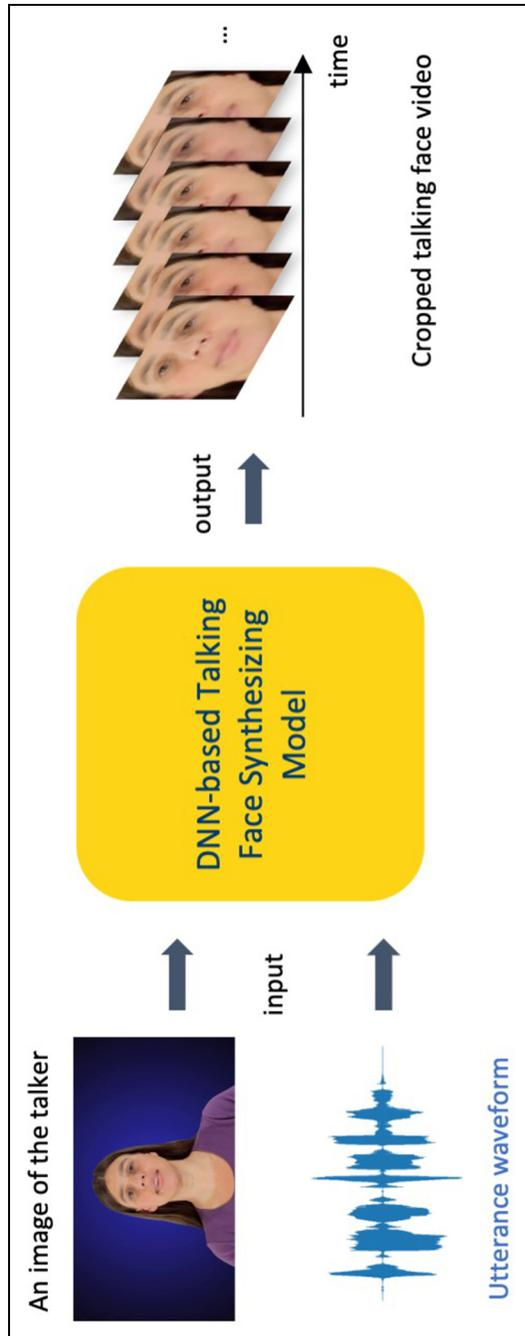 An image of the talker
Utterance waveform
input
DNN-based Talking
Face Synthesizing
Model
output
...
time
Cropped talking face video